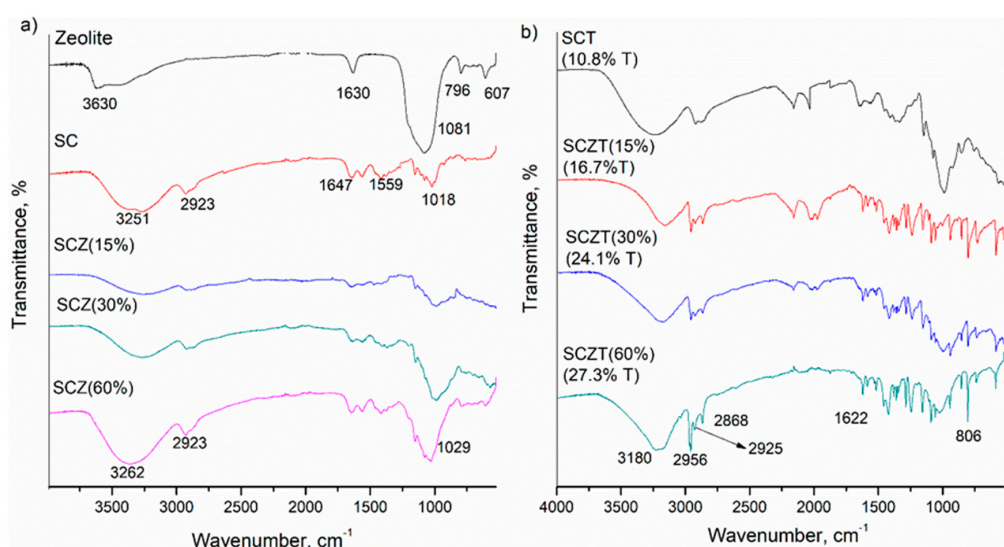 a)
Zeolite
3630
1630
796
607
1081
SC
3251
2923
1647
1559
1018
SCZ(15%)
SCZ(30%)
SCZ(60%)
3262
2923
1029
Transmittance, %
3500
3000
2500
2000
1500
1000
Wavenumber, cm-1
b)
SCT
(10.8% T)
SCZT(15%)
(16.7%T)
SCZT(30%)
(24.1% T)
SCZT(60%)
(27.3% T)
3180
2956
2868
2925
1622
806
Transmittance, %
4000
3500
3000
2500
2000
1500
1000
Wavenumber, cm-1